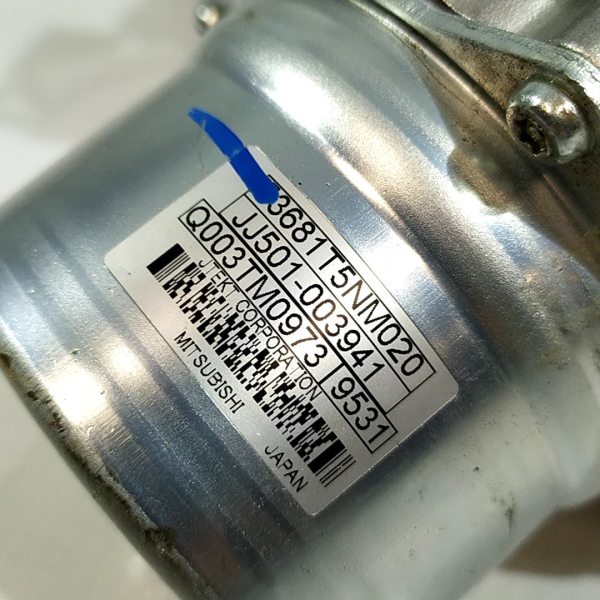 3681T5NM020
JJ501-003941
Q003TM0973 9531
JTEKT CORPORATION
MITSUBISHI
JAPAN